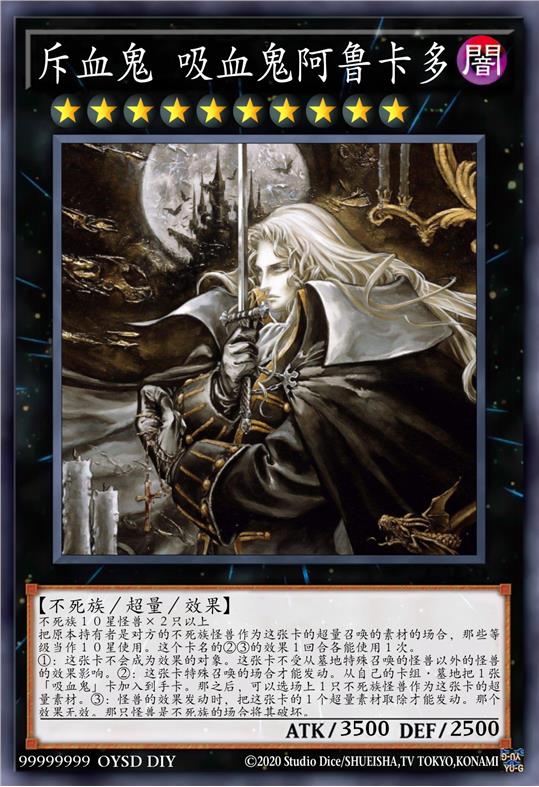 斥血鬼 吸血鬼阿鲁卡多
闇
【不死族／超量／效果】
不死族１０星怪兽×２只以上
把原本持有者是对方的不死族怪兽作为这张卡的超量召唤的素材的场合，那些等
级当作１０星使用。这个卡名的②③的效果１回合各能使用１次。
①：这张卡不会成为效果的对象。这张卡不受从墓地特殊召唤的怪兽以外的怪兽
的效果影响。②：这张卡特殊召唤的场合才能发动。从自己的卡组・墓地把１张
「吸血鬼」卡加入到手卡。那之后，可以选场上１只不死族怪兽作为这张卡的超
量素材。③：怪兽的效果发动时，把这张卡的１个超量素材取除才能发动。那个
效果无效。那只怪兽是不死族的场合将其破坏。
ATK/3500 DEF/2500
99999999 OYSD DIY ©2020 Studio Dice/SHUEISHA,TV TOKYO,KONAMI